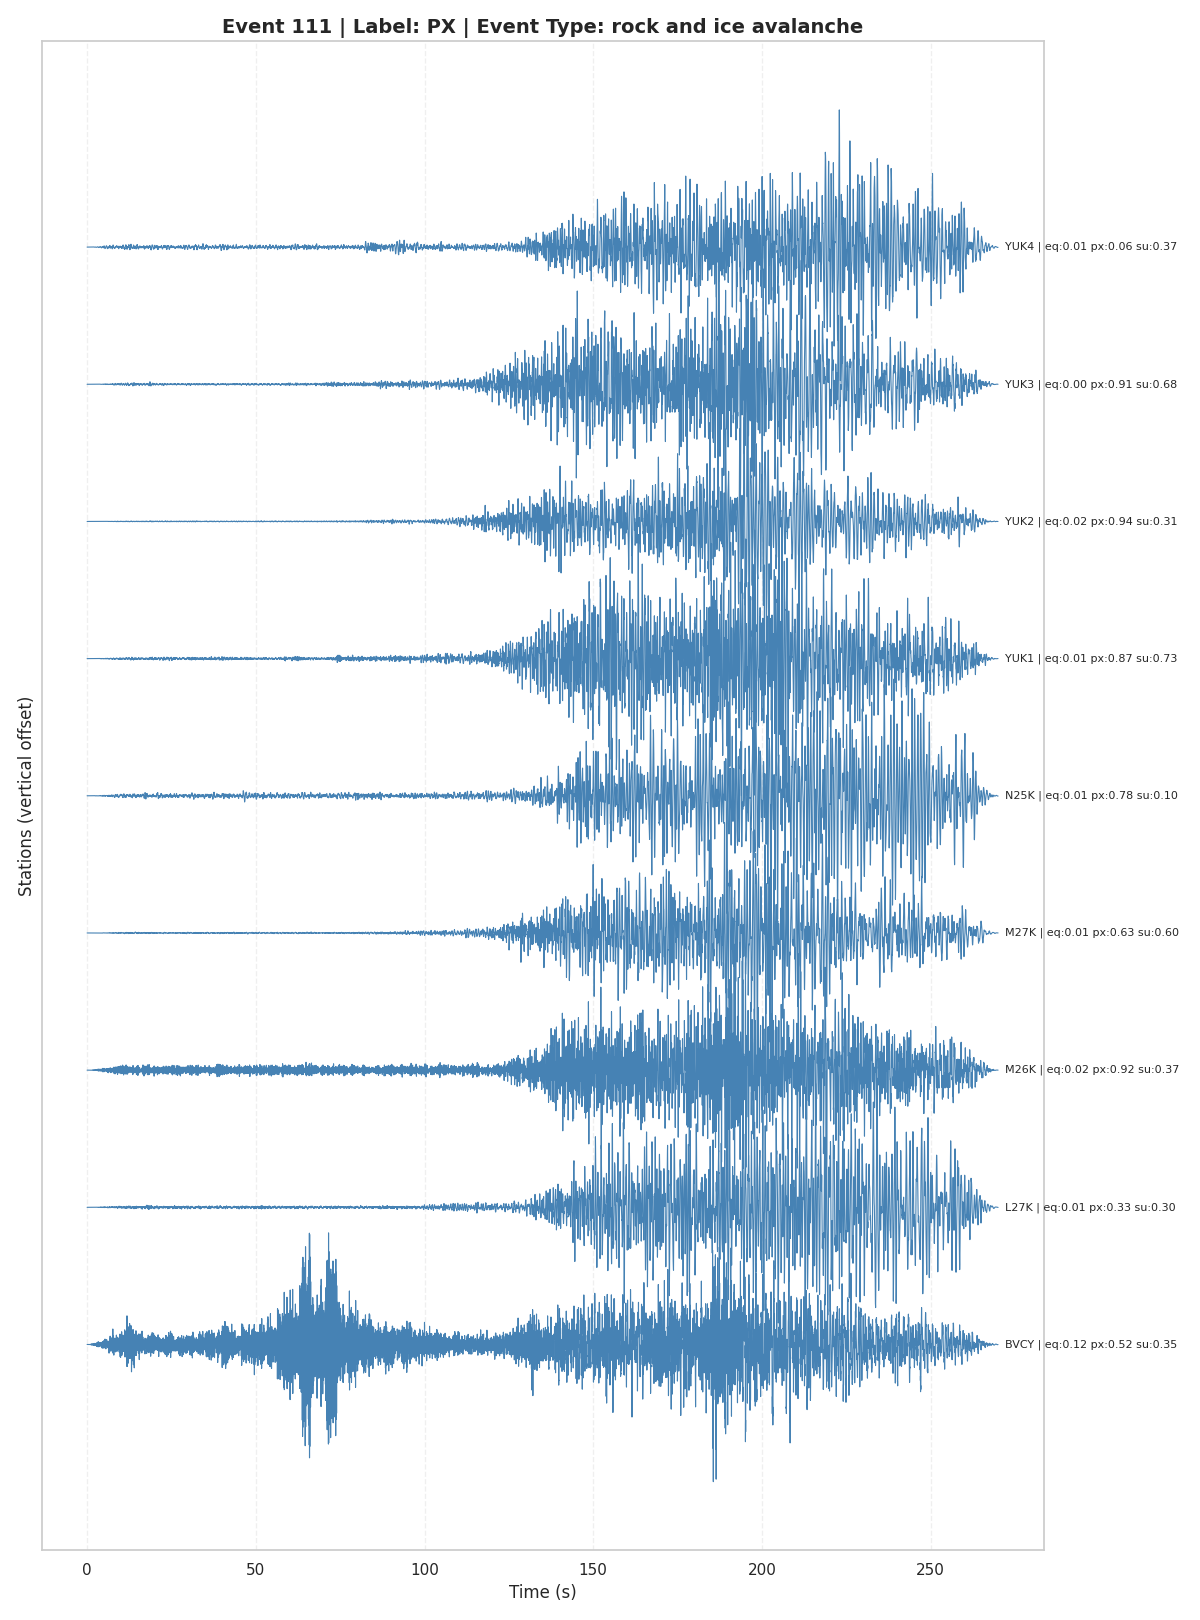 Event 111 | Label: PX | Event Type: rock and ice avalanche
YUK4 | eq:0.01 px:0.06 su:0.37
YUK3 | eq:0.00 px:0.91 su:0.68
YUK2 | eq:0.02 px:0.94 su:0.31
YUK1 | eq:0.01 px:0.87 su:0.73
N25K | eq:0.01 px:0.78 su:0.10
M27K | eq:0.01 px:0.63 su:0.60
M26K | eq:0.02 px:0.92 su:0.37
L27K | eq:0.01 px:0.33 su:0.30
BVCY | eq:0.12 px:0.52 su:0.35
Stations (vertical offset)
0 50 100 150 200 250
Time (s)